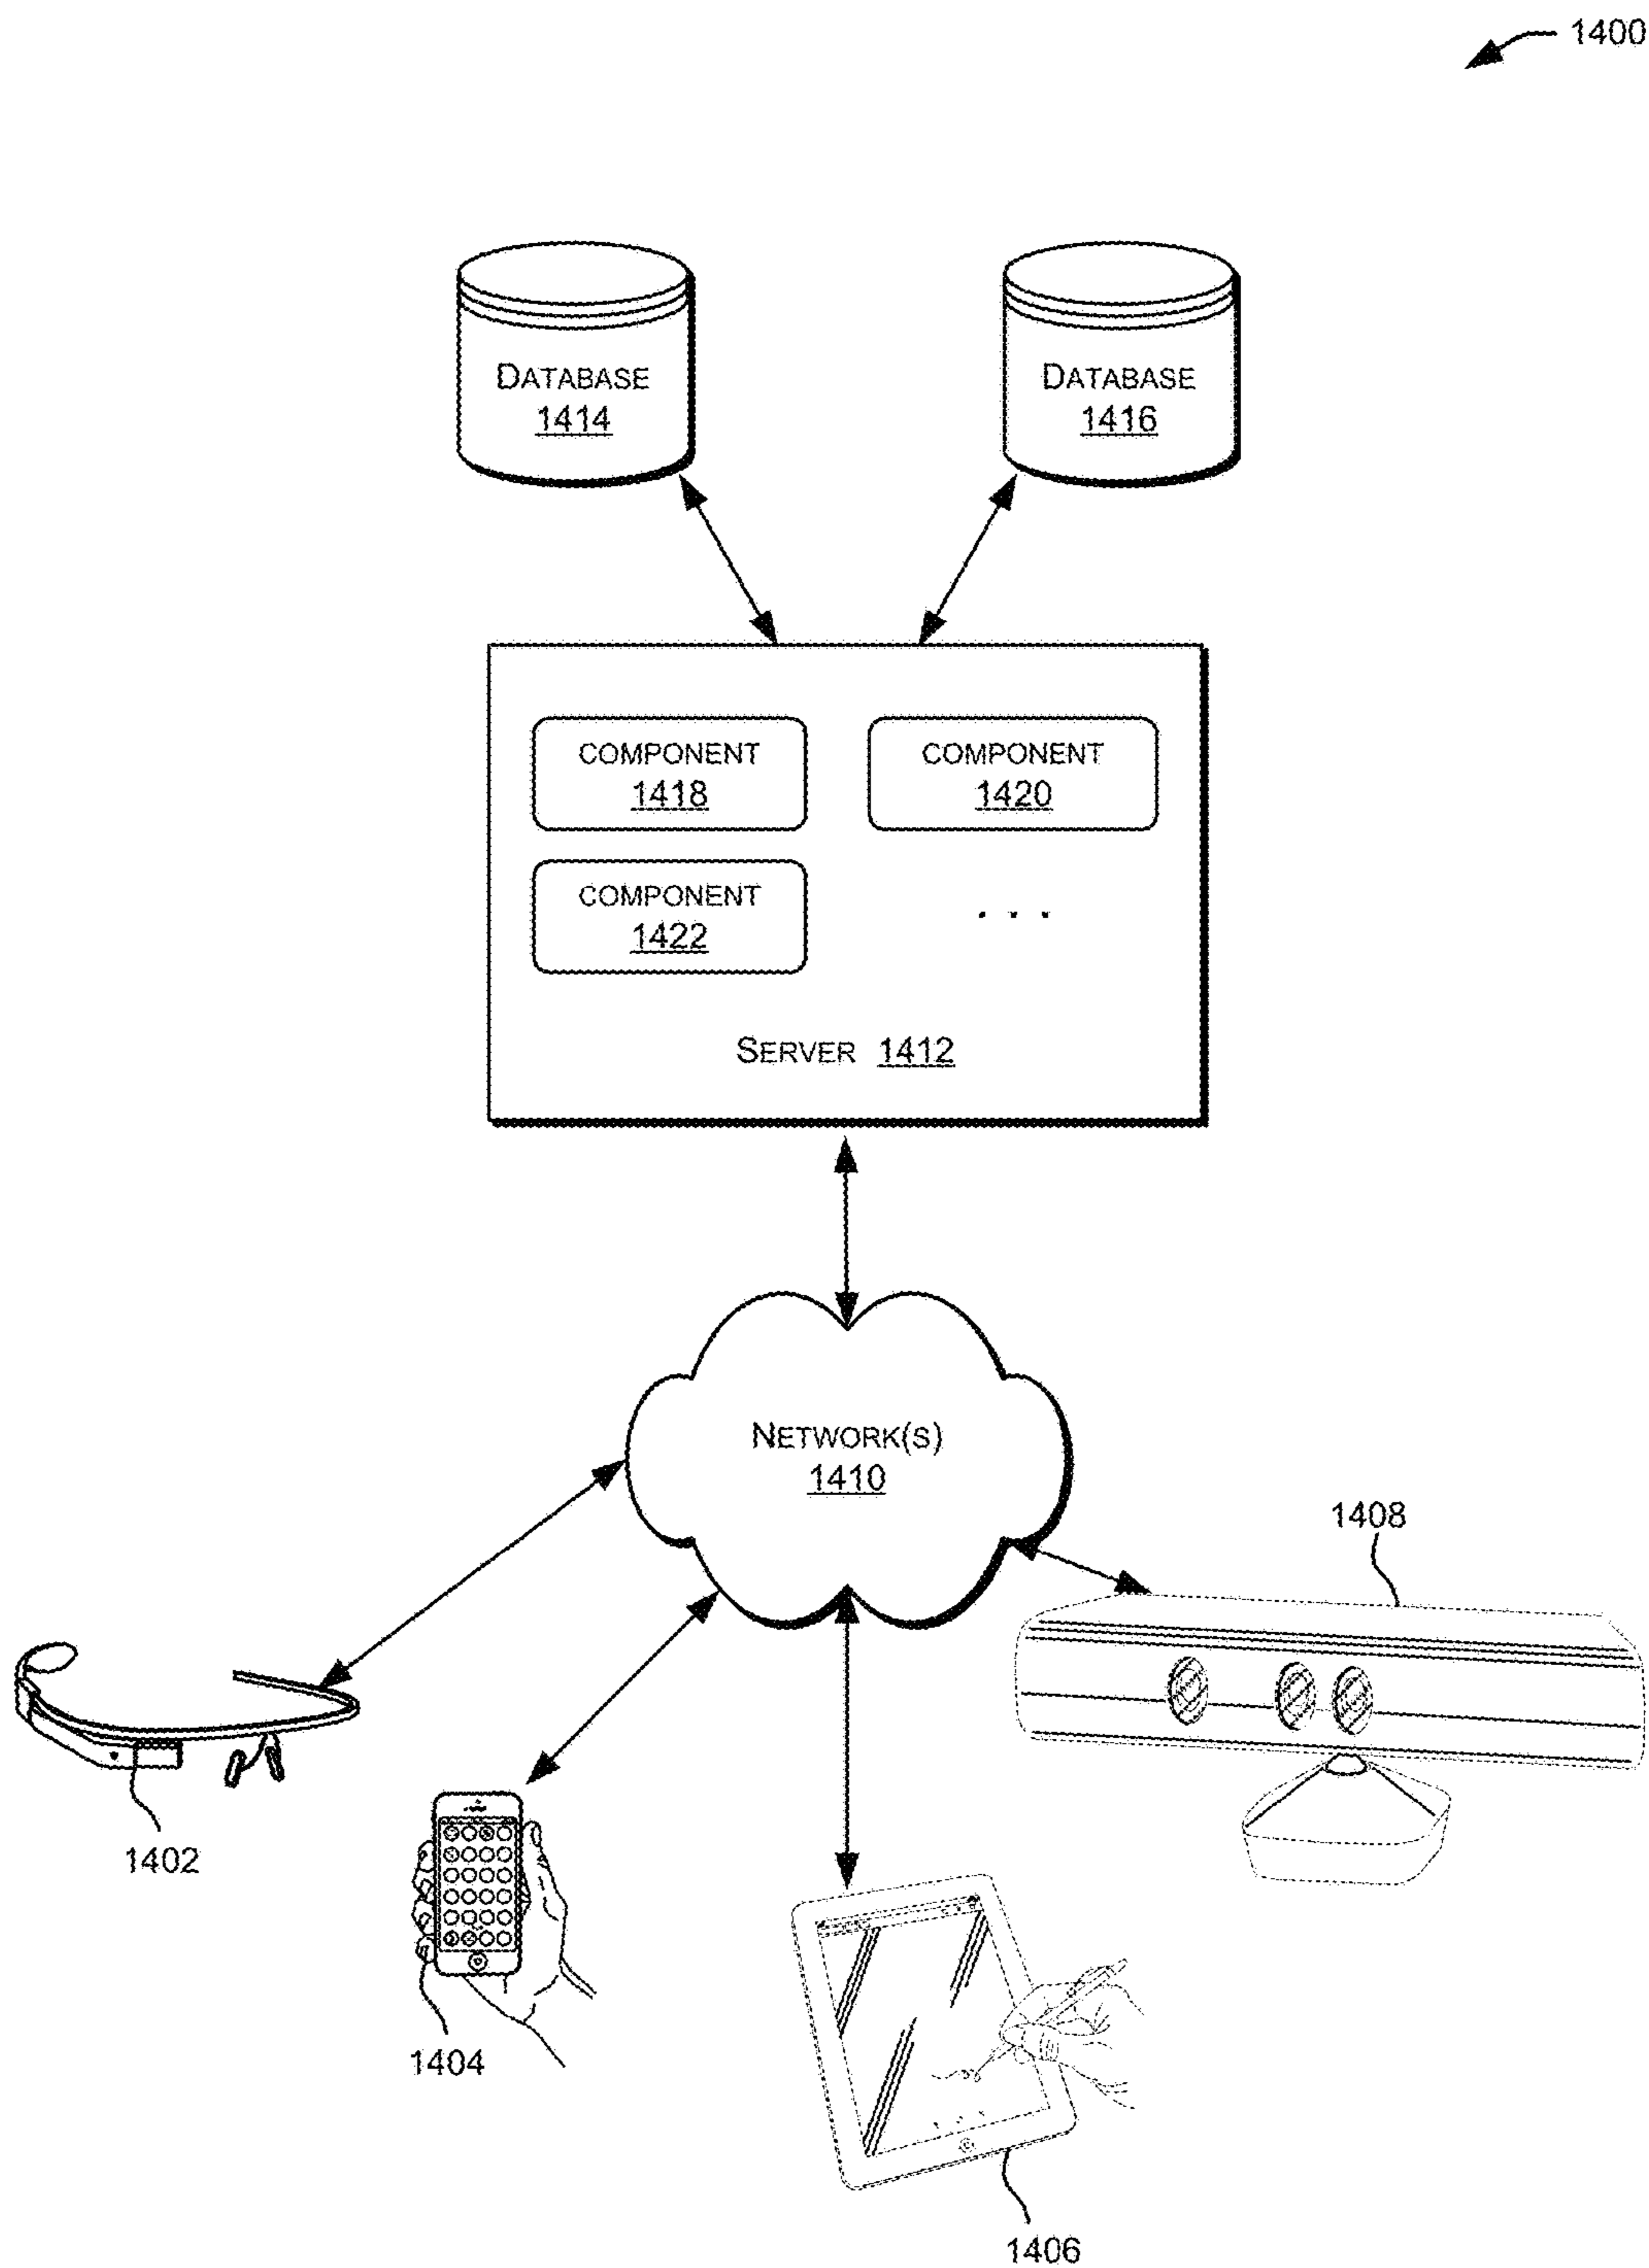 1400
DATABASE
1414
DATABASE
1416
COMPONENT
1418
COMPONENT
1420
COMPONENT
1422
. . .
SERVER 1412
NETWORK(S)
1410
1408
1402
1404
1406